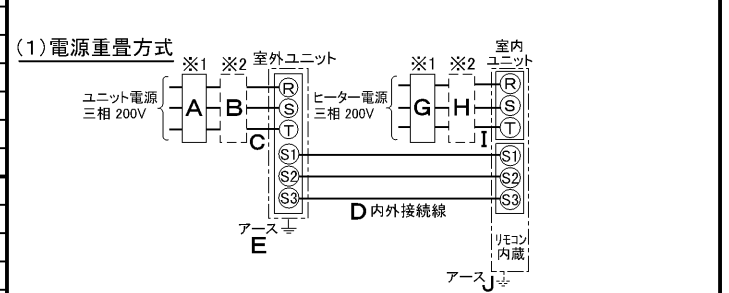 (1)電源重畳方式
※1 ※2 室外ユニット
ユニット電源
三相 200V
A B
R
S
T
C
S1
S2
S3
アース
E
※1 ※2
室内
ユニット
ヒーター電源
三相 200V
G H
R
S
T
I
S1
S2
S3
D 内外接続線
リモコン
内蔵
アース J